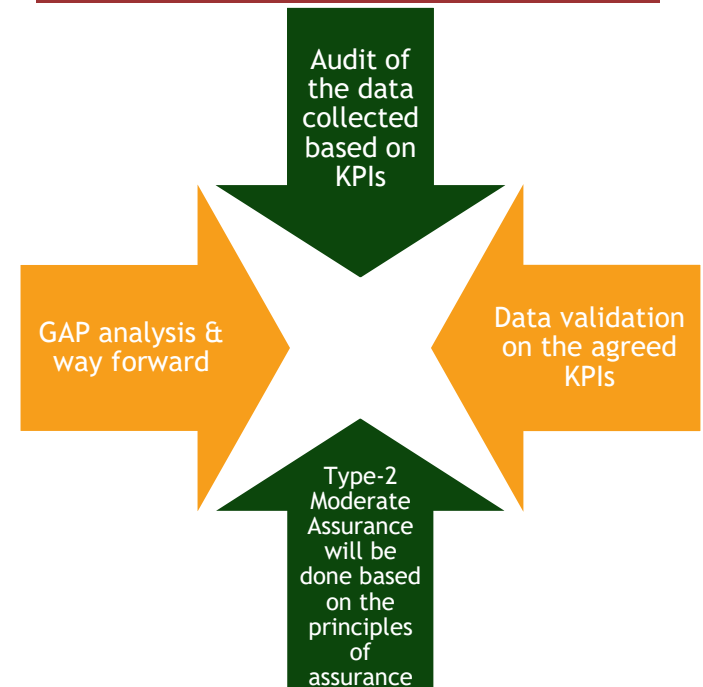 Audit of
the data
collected
based on
KPIs
GAP analysis &
way forward
Data validation
on the agreed
KPIs
Type-2
Moderate
Assurance
will be
done based
on the
principles
of
assurance